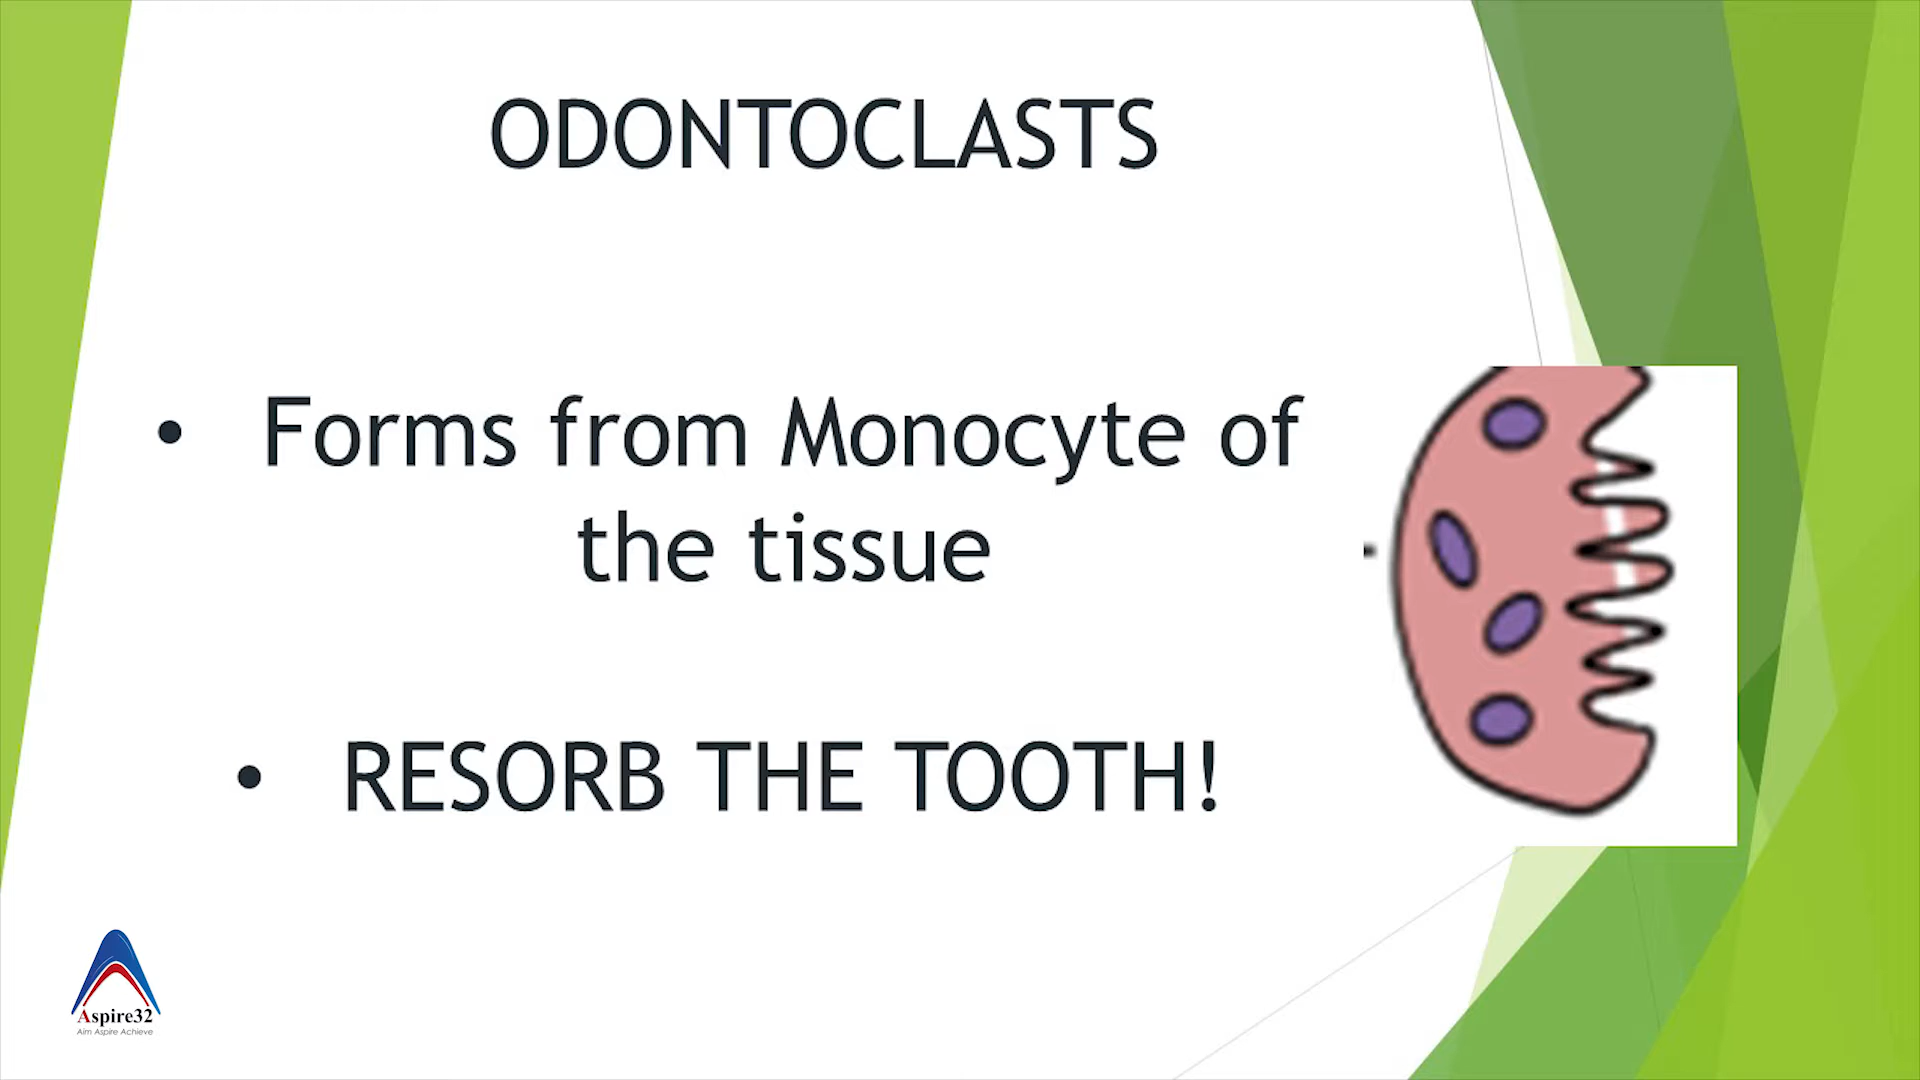 ODONTOCLASTS
• Forms from Monocyte of
the tissue
• RESORB THE TOOTH!
Aspire32
Aim Aspire Achieve